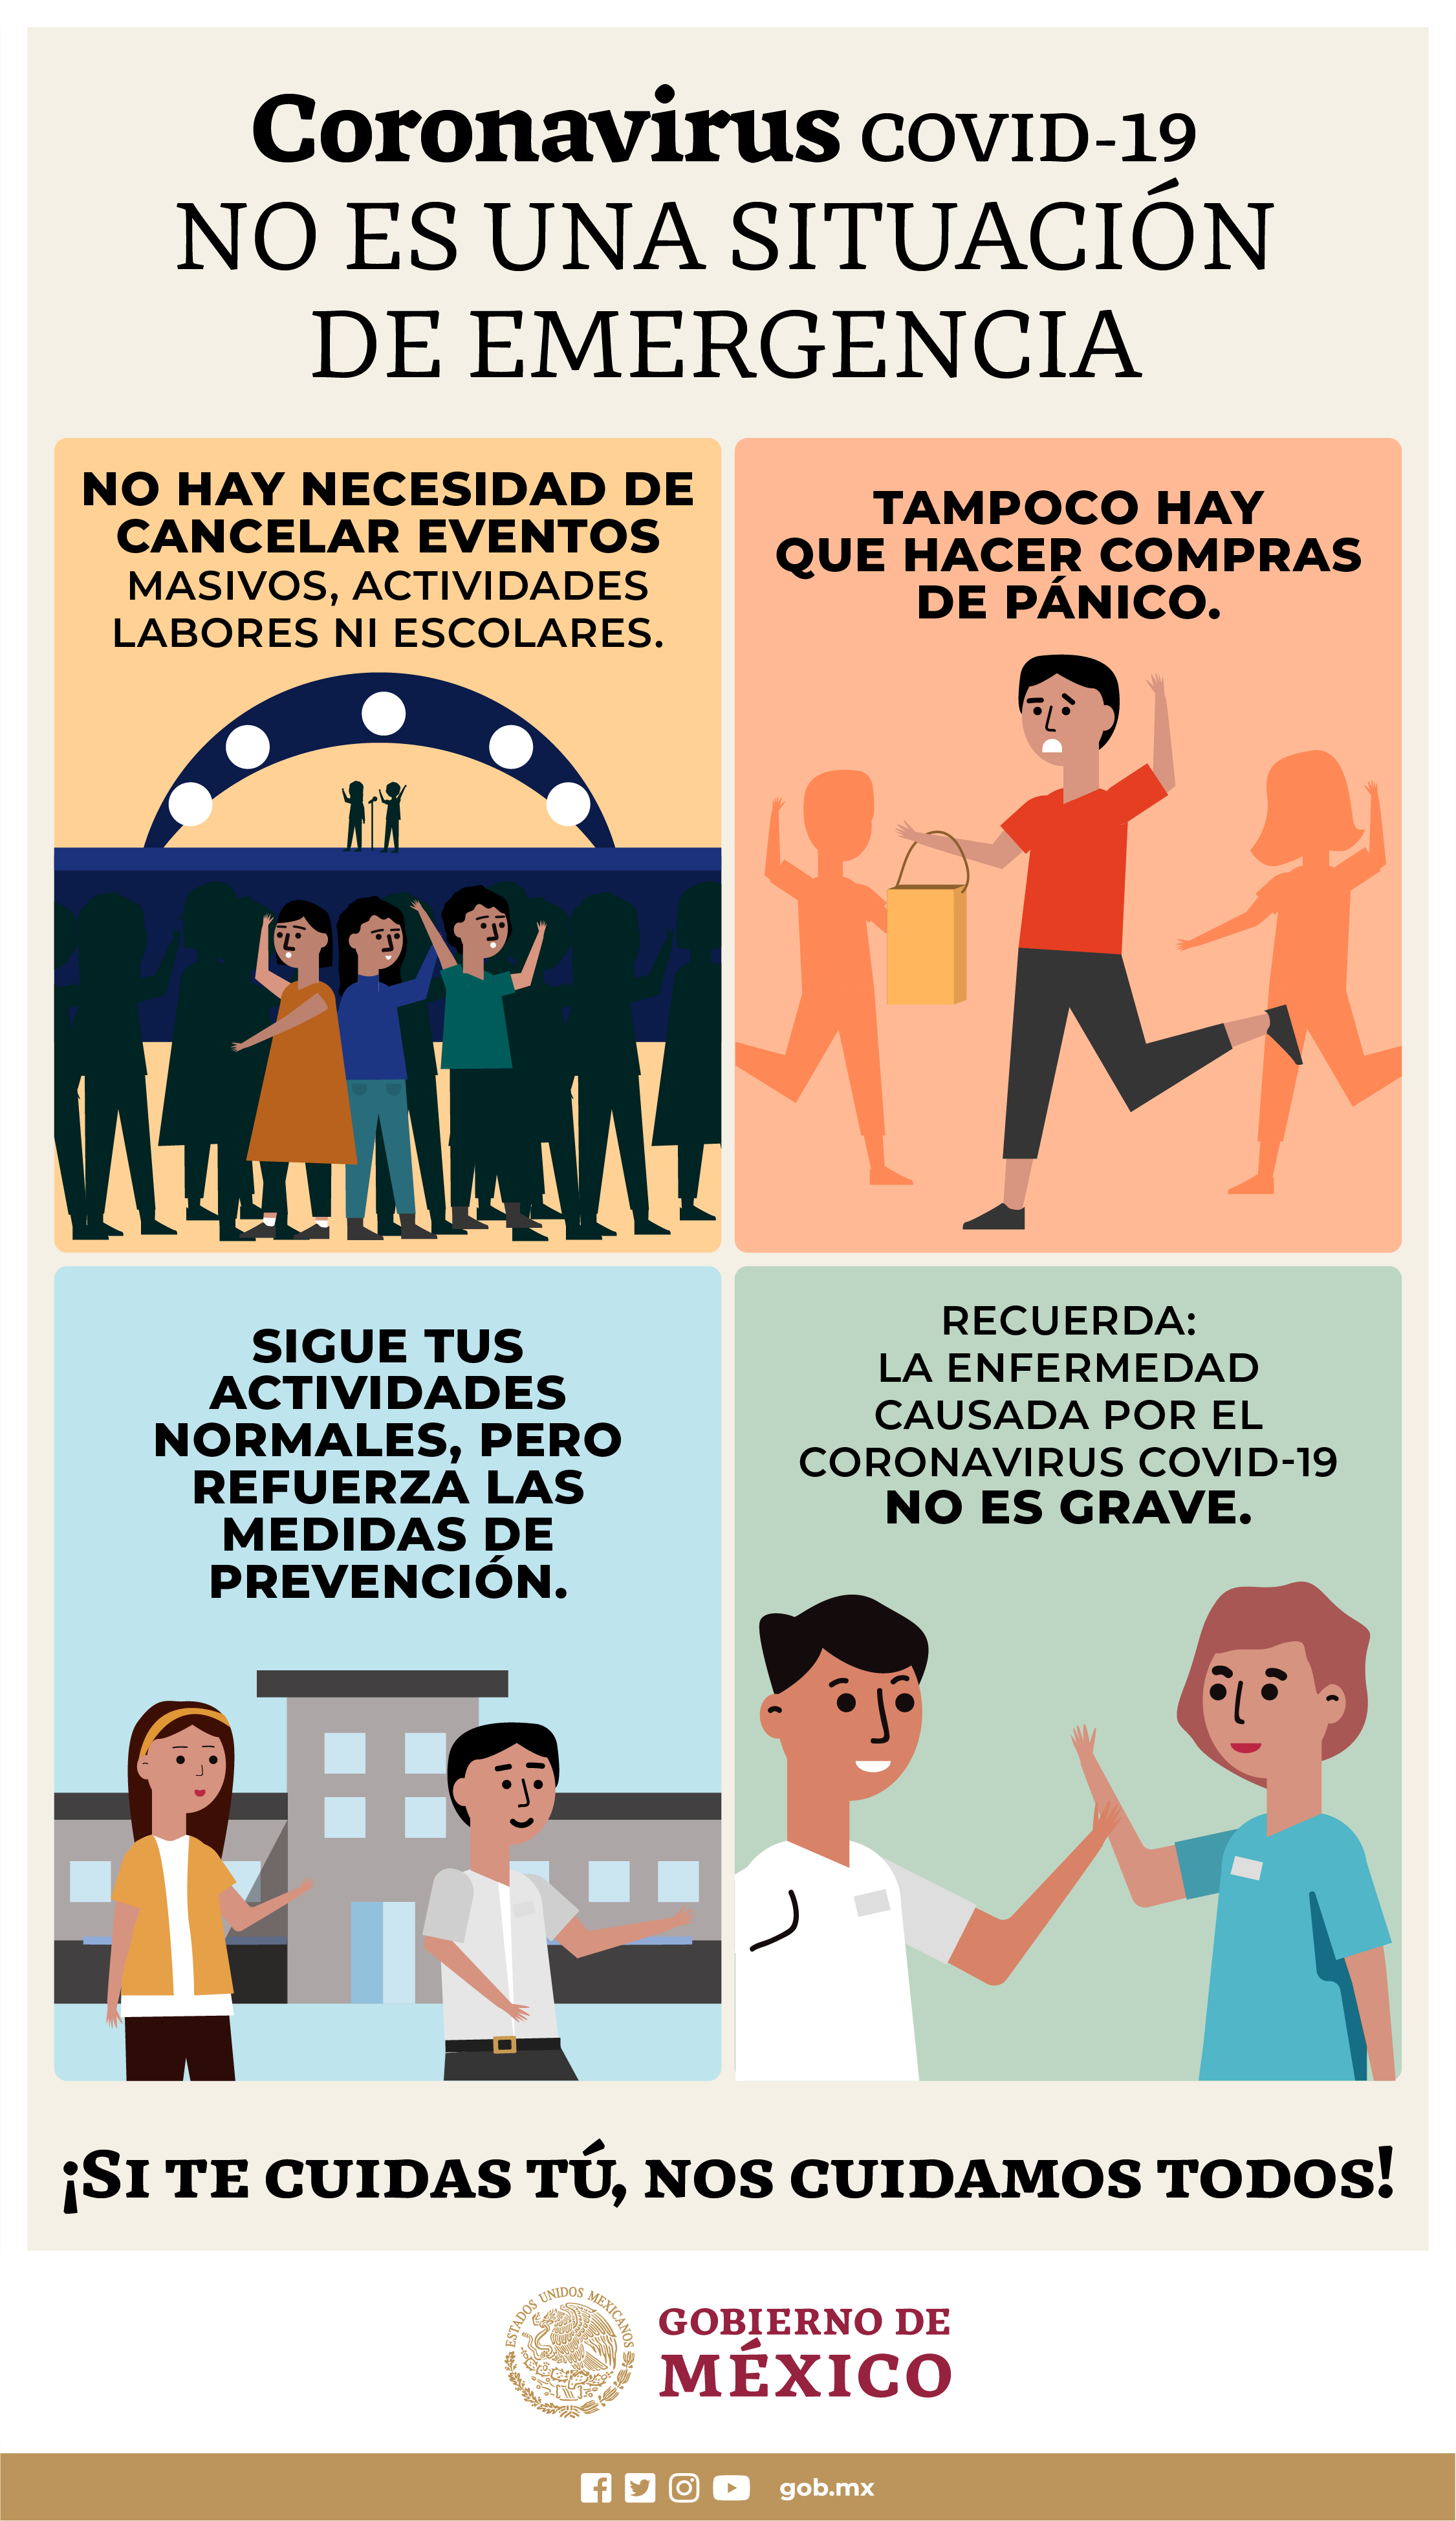 Coronavirus COVID-19
NO ES UNA SITUACIÓN
DE EMERGENCIA
NO HAY NECESIDAD DE
CANCELAR EVENTOS
MASIVOS, ACTIVIDADES
LABORES NI ESCOLARES.
TAMPOCO HAY
QUE HACER COMPRAS
DE PÁNICO.
SIGUE TUS
ACTIVIDADES
NORMALES, PERO
REFUERZA LAS
MEDIDAS DE
PREVENCIÓN.
RECUERDA:
LA ENFERMEDAD
CAUSADA POR EL
CORONAVIRUS COVID-19
NO ES GRAVE.
¡SI TE CUIDAS TÚ, NOS CUIDAMOS TODOS!
ESTADOS UNIDOS MEXICANOS
GOBIERNO DE
MÉXICO
gob.mx